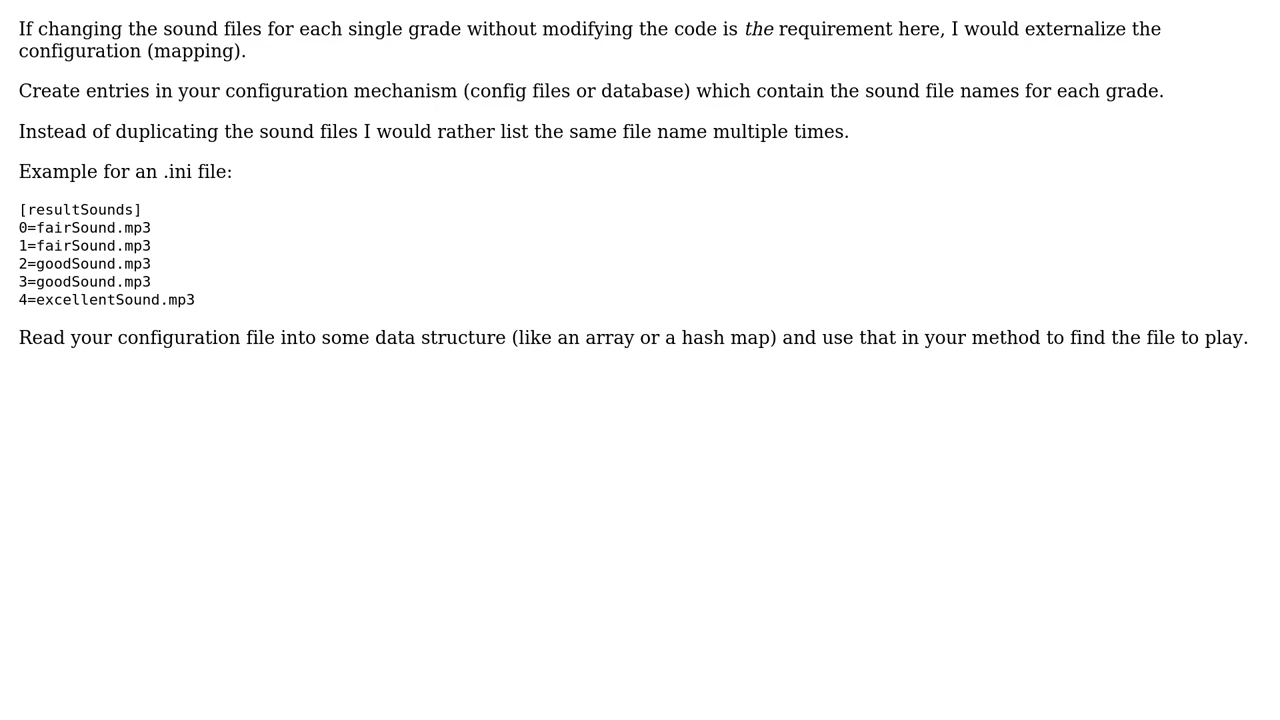 If changing the sound files for each single grade without modifying the code is the requirement here, I would externalize the
configuration (mapping).
Create entries in your configuration mechanism (config files or database) which contain the sound file names for each grade.
Instead of duplicating the sound files I would rather list the same file name multiple times.
Example for an .ini file:
[resultSounds]
0=fairSound.mp3
1=fairSound.mp3
2=goodSound.mp3
3=goodSound.mp3
4=excellentSound.mp3
Read your configuration file into some data structure (like an array or a hash map) and use that in your method to find the file to play.